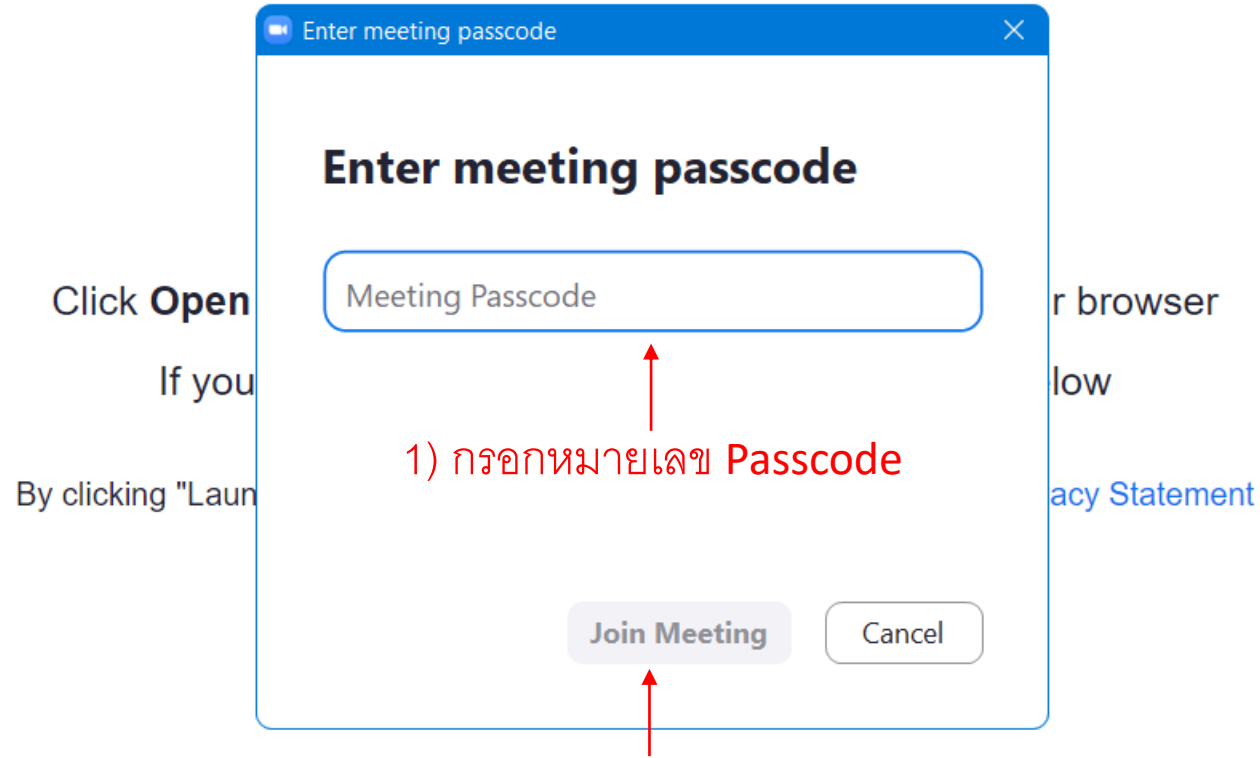 Enter meeting passcode
Enter meeting passcode
Meeting Passcode
Click Open
r browser
If you
low
1) กรอกหมายเลข Passcode
By clicking "Laun
acy Statement
Join Meeting
Cancel